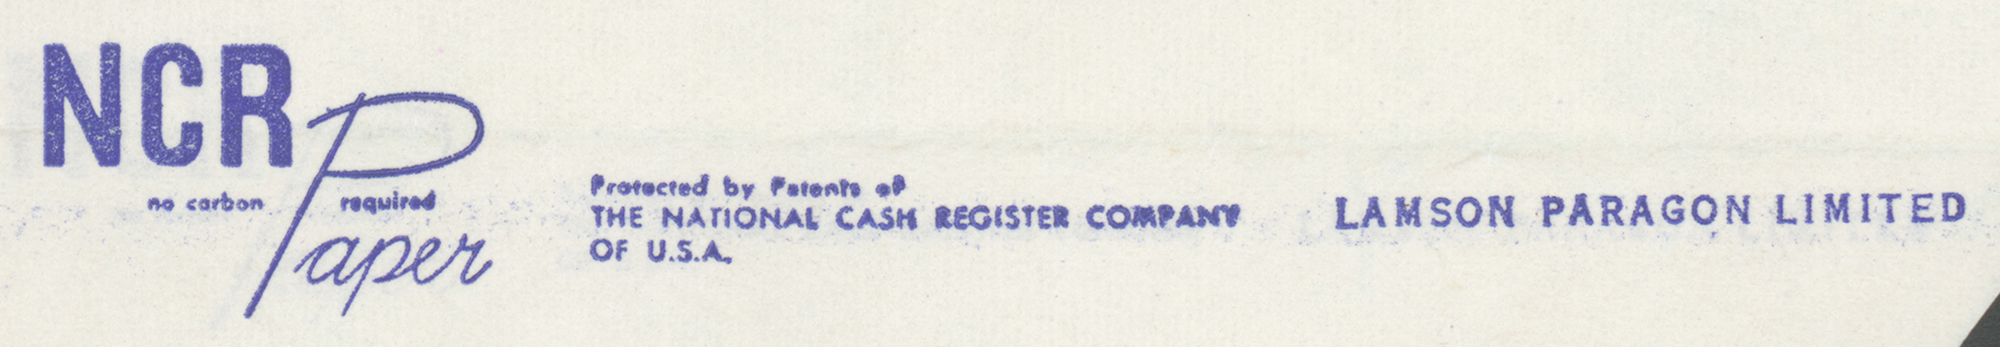 NCR
Paper
no carbon required
Protected by Patents of
THE NATIONAL CASH REGISTER COMPANY
OF U.S.A.
LAMSON PARAGON LIMITED